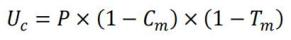 U_c = P × (1 − C_m) × (1 − T_m)